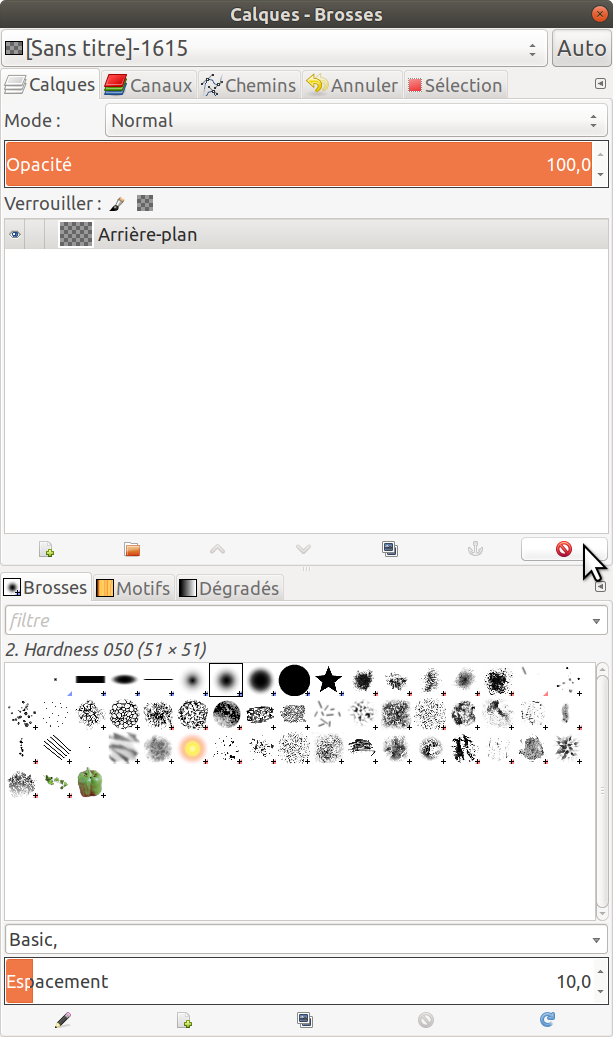 Calques - Brosses
[Sans titre]-1615 Auto
Calques Canaux Chemins Annuler Sélection
Mode : Normal
Opacité 100,0
Verrouiller :
Arrière-plan
Brosses Motifs Dégradés
filtre
2. Hardness 050 (51 × 51)
Basic,
Espacement 10,0